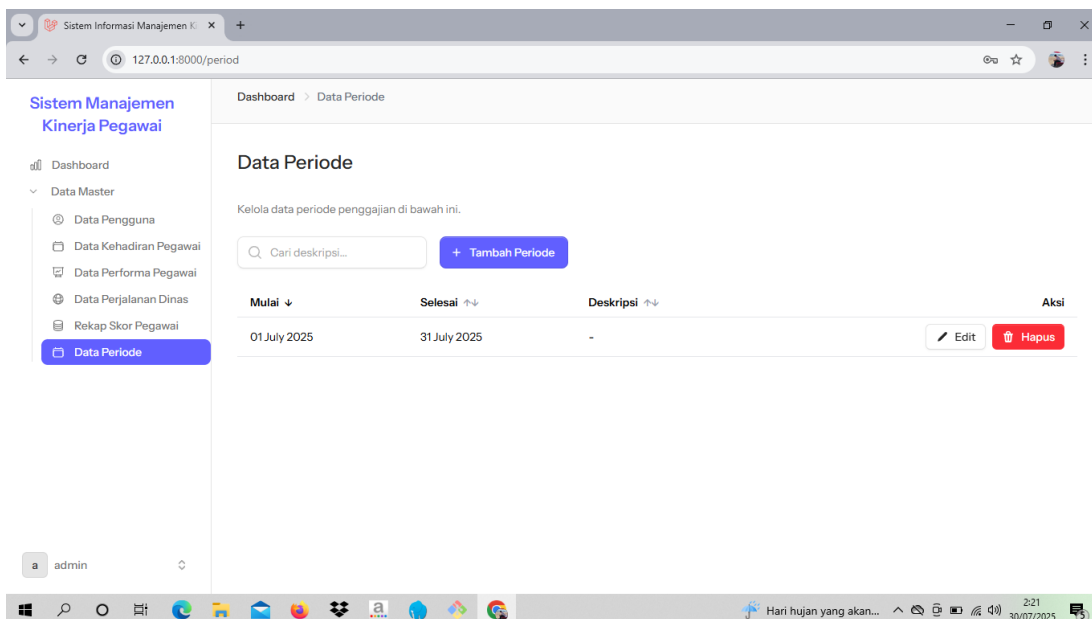 Sistem Informasi Manajemen Ki
127.0.0.1:8000/period
Sistem Manajemen
Kinerja Pegawai
Dashboard
Data Master
Data Pengguna
Data Kehadiran Pegawai
Data Performa Pegawai
Data Perjalanan Dinas
Rekap Skor Pegawai
Data Periode
a admin
Dashboard > Data Periode
Data Periode
Kelola data periode penggajian di bawah ini.
Cari deskripsi... + Tambah Periode
Mulai ↓ Selesai ↑↓ Deskripsi ↑↓ Aksi
01 July 2025 31 July 2025 - Edit Hapus
a
Hari hujan yang akan... 2:21
30/07/2025 5